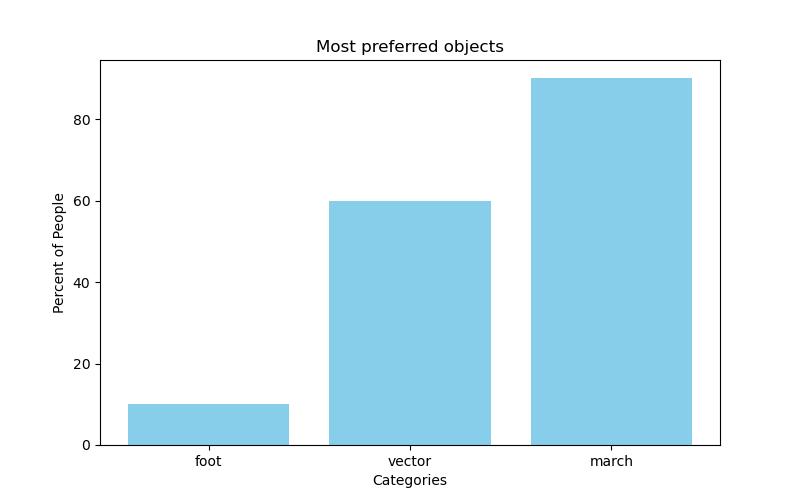 Most preferred objects
Percent of People
80
60
40
20
0
foot vector march
Categories